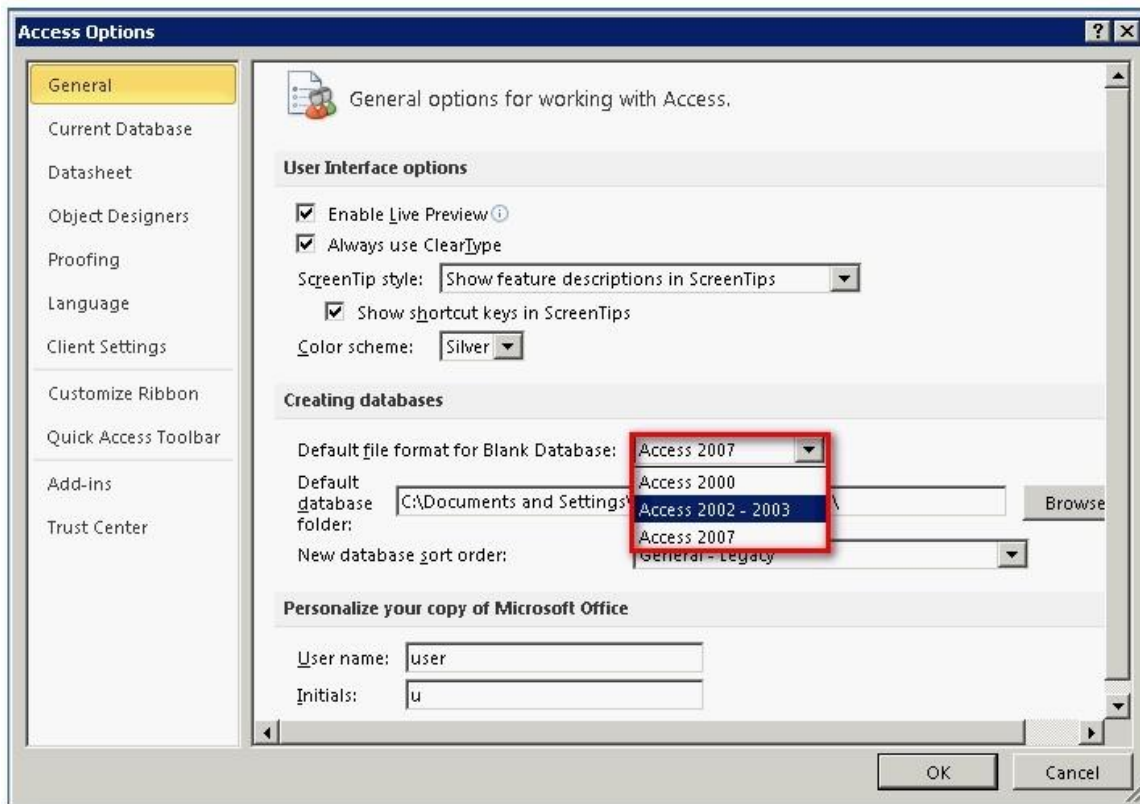 Access Options
General
Current Database
Datasheet
Object Designers
Proofing
Language
Client Settings
Customize Ribbon
Quick Access Toolbar
Add-ins
Trust Center
General options for working with Access.
User Interface options
Enable Live Preview
Always use ClearType
ScreenTip style: Show feature descriptions in ScreenTips
Show shortcut keys in ScreenTips
Color scheme: Silver
Creating databases
Default file format for Blank Database: Access 2007
Access 2000
Access 2002 - 2003
Access 2007
Default
database
folder:
C:\Documents and Settings\
\
Browse
New database sort order: General - Legacy
Personalize your copy of Microsoft Office
User name: user
Initials: u
OK Cancel